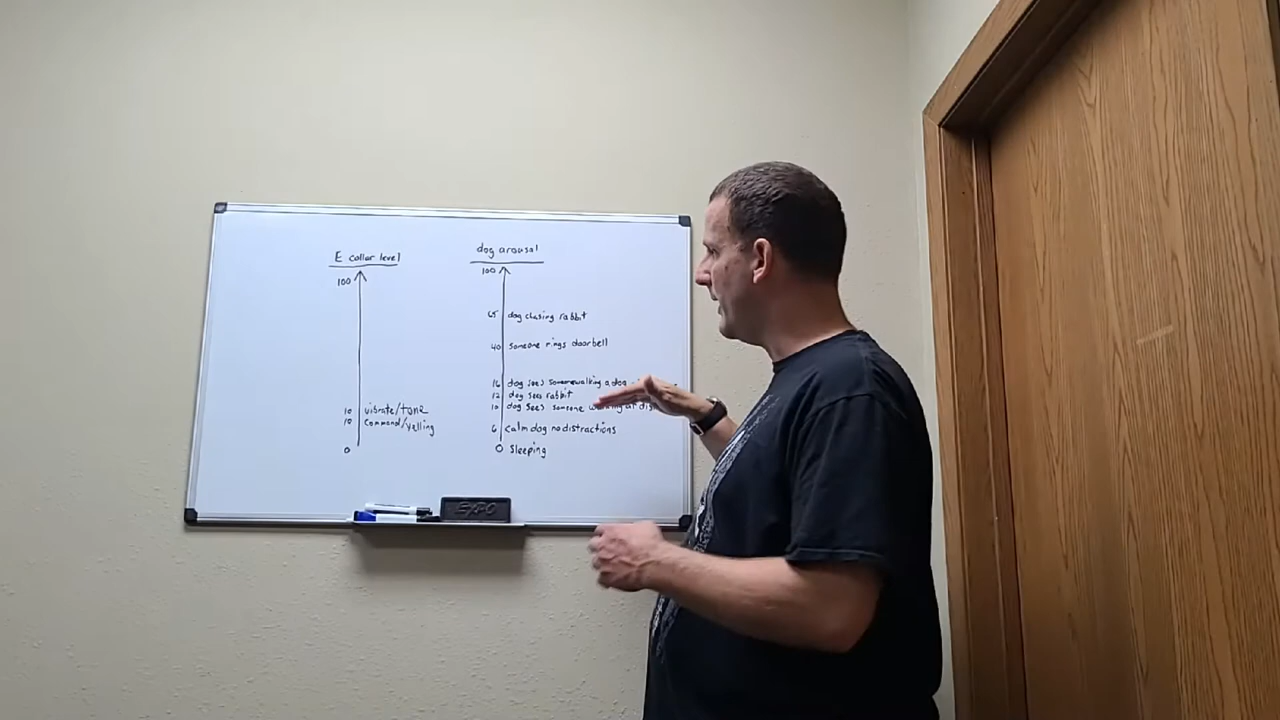 E collar level
100
10 vibrate/tone
10 command/yelling
0
dog arousal
100
65 dog chasing rabbit
40 someone rings doorbell
16 dog sees someone walking a dog
12 dog sees rabbit
10 dog sees someone walking at
6 calm dog no distractions
0 Sleeping
EXPO